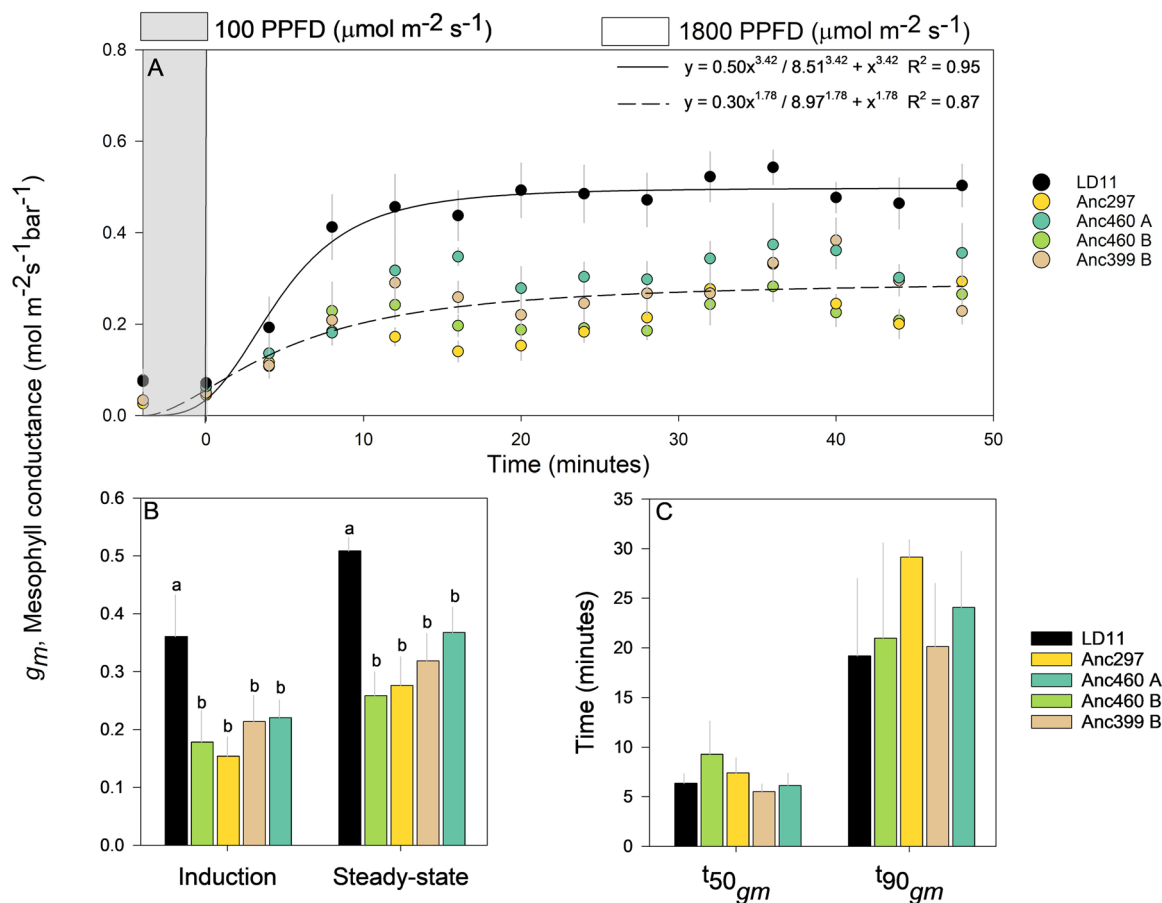 100 PPFD (μmol m-2 s-1)
1800 PPFD (μmol m-2 s-1)
A
y = 0.50x3.42 / 8.513.42 + x3.42 R2 = 0.95
y = 0.30x1.78 / 8.971.78 + x1.78 R2 = 0.87
0.8
0.6
0.4
0.2
0.0
0
10
20
30
40
50
Time (minutes)
LD11
Anc297
Anc460 A
Anc460 B
Anc399 B
gm, Mesophyll conductance (mol m-2s-1bar-1)
B
0.6
0.5
0.4
0.3
0.2
0.1
0.0
a
b
b
b
b
a
b
b
b
b
Induction
Steady-state
C
35
30
25
20
15
10
5
0
Time (minutes)
t50gm
t90gm
LD11
Anc297
Anc460 A
Anc460 B
Anc399 B